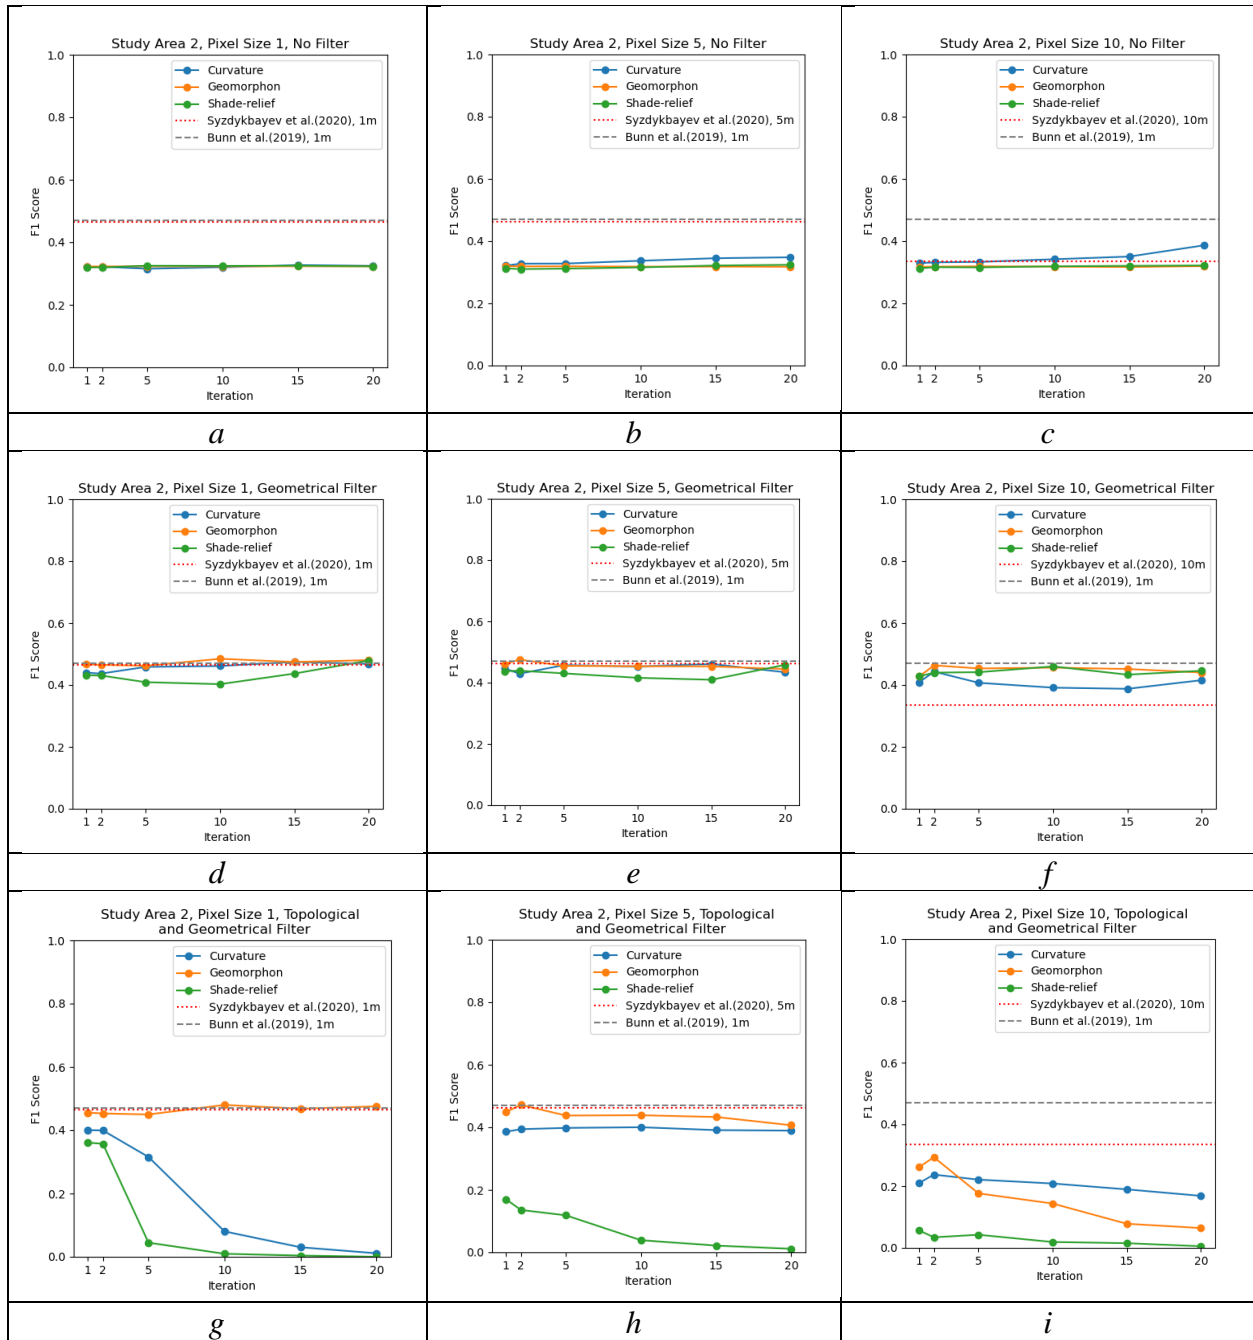 Study Area 2, Pixel Size 1, No Filter
1.0
0.8
0.6
0.4
0.2
0.0
F1 Score
Curvature
Geomorphon
Shade-relief
Syzdykbayev et al.(2020), 1m
Bunn et al.(2019), 1m
1 2 5 10 15 20
Iteration
a
Study Area 2, Pixel Size 5, No Filter
1.0
0.8
0.6
0.4
0.2
0.0
F1 Score
Curvature
Geomorphon
Shade-relief
Syzdykbayev et al.(2020), 5m
Bunn et al.(2019), 1m
1 2 5 10 15 20
Iteration
b
Study Area 2, Pixel Size 10, No Filter
1.0
0.8
0.6
0.4
0.2
0.0
F1 Score
Curvature
Geomorphon
Shade-relief
Syzdykbayev et al.(2020), 10m
Bunn et al.(2019), 1m
1 2 5 10 15 20
Iteration
c
Study Area 2, Pixel Size 1, Geometrical Filter
1.0
0.8
0.6
0.4
0.2
0.0
F1 Score
Curvature
Geomorphon
Shade-relief
Syzdykbayev et al.(2020), 1m
Bunn et al.(2019), 1m
1 2 5 10 15 20
Iteration
d
Study Area 2, Pixel Size 5, Geometrical Filter
1.0
0.8
0.6
0.4
0.2
0.0
F1 Score
Curvature
Geomorphon
Shade-relief
Syzdykbayev et al.(2020), 5m
Bunn et al.(2019), 1m
1 2 5 10 15 20
Iteration
e
Study Area 2, Pixel Size 10, Geometrical Filter
1.0
0.8
0.6
0.4
0.2
0.0
F1 Score
Curvature
Geomorphon
Shade-relief
Syzdykbayev et al.(2020), 10m
Bunn et al.(2019), 1m
1 2 5 10 15 20
Iteration
f
Study Area 2, Pixel Size 1, Topological
and Geometrical Filter
1.0
0.8
0.6
0.4
0.2
0.0
F1 Score
Curvature
Geomorphon
Shade-relief
Syzdykbayev et al.(2020), 1m
Bunn et al.(2019), 1m
1 2 5 10 15 20
Iteration
g
Study Area 2, Pixel Size 5, Topological
and Geometrical Filter
1.0
0.8
0.6
0.4
0.2
0.0
F1 Score
Curvature
Geomorphon
Shade-relief
Syzdykbayev et al.(2020), 5m
Bunn et al.(2019), 1m
1 2 5 10 15 20
Iteration
h
Study Area 2, Pixel Size 10, Topological
and Geometrical Filter
1.0
0.8
0.6
0.4
0.2
0.0
F1 Score
Curvature
Geomorphon
Shade-relief
Syzdykbayev et al.(2020), 10m
Bunn et al.(2019), 1m
1 2 5 10 15 20
Iteration
i